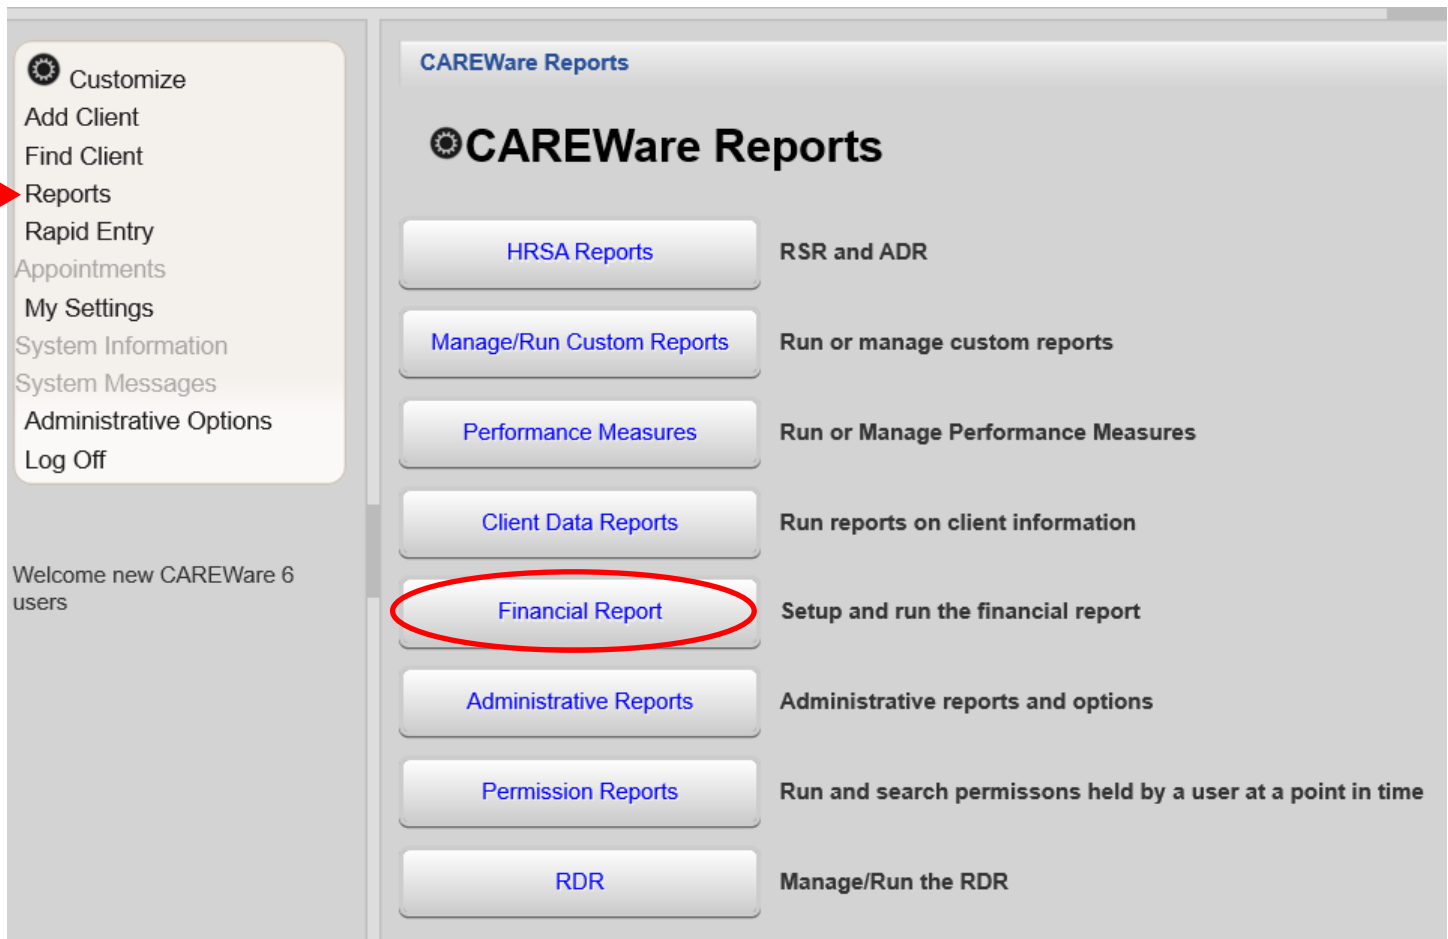 Customize
Add Client
Find Client
Reports
Rapid Entry
Appointments
My Settings
System Information
System Messages
Administrative Options
Log Off
Welcome new CAREWare 6
users
CAREWare Reports
CAREWare Reports
HRSA Reports RSR and ADR
Manage/Run Custom Reports Run or manage custom reports
Performance Measures Run or Manage Performance Measures
Client Data Reports Run reports on client information
Financial Report Setup and run the financial report
Administrative Reports Administrative reports and options
Permission Reports Run and search permissons held by a user at a point in time
RDR Manage/Run the RDR